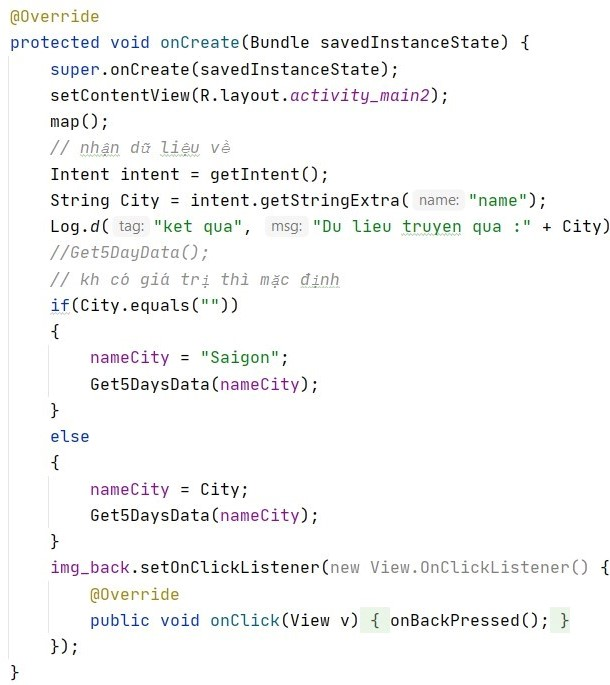 @Override
protected void onCreate(Bundle savedInstanceState) {
super.onCreate(savedInstanceState);
setContentView(R.layout.activity_main2);
map();
// nhận dữ liệu về
Intent intent = getIntent();
String City = intent.getStringExtra( name: "name");
Log.d( tag: "ket qua", msg: "Du lieu truyen qua :" + City)
//Get5DayData();
// kh có giá trị thì mặc định
if(City.equals(""))
{
nameCity = "Saigon";
Get5DaysData(nameCity);
}
else
{
nameCity = City;
Get5DaysData(nameCity);
}
img_back.setOnClickListener(new View.OnClickListener() {
@Override
public void onClick(View v) { onBackPressed(); }
});
}